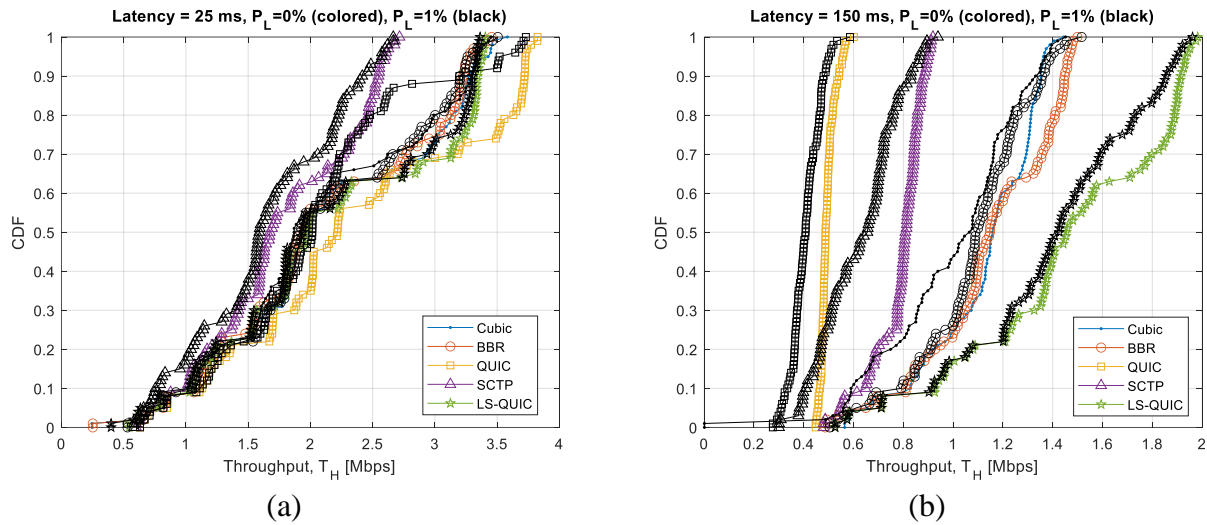 Latency = 25 ms, P_L=0% (colored), P_L=1% (black)
1
0.9
0.8
0.7
0.6
0.5
0.4
0.3
0.2
0.1
0
CDF
0
0.5
1
1.5
2
2.5
3
3.5
4
Throughput, T_H [Mbps]
Cubic
BBR
QUIC
SCTP
LS-QUIC
(a)
Latency = 150 ms, P_L=0% (colored), P_L=1% (black)
1
0.9
0.8
0.7
0.6
0.5
0.4
0.3
0.2
0.1
0
CDF
0
0.2
0.4
0.6
0.8
1
1.2
1.4
1.6
1.8
2
Throughput, T_H [Mbps]
Cubic
BBR
QUIC
SCTP
LS-QUIC
(b)